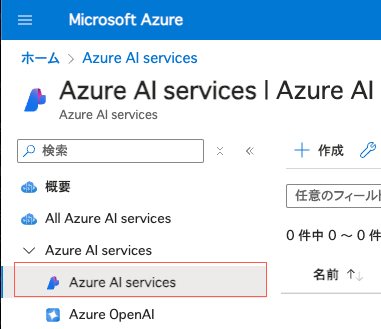 Microsoft Azure
ホーム > Azure AI services
Azure AI services | Azure AI
Azure AI services
検索
作成
概要
任意のフィールド
All Azure AI services
0 件中 0 ～ 0 件
Azure AI services
名前 ↑↓
Azure AI services
Azure OpenAI